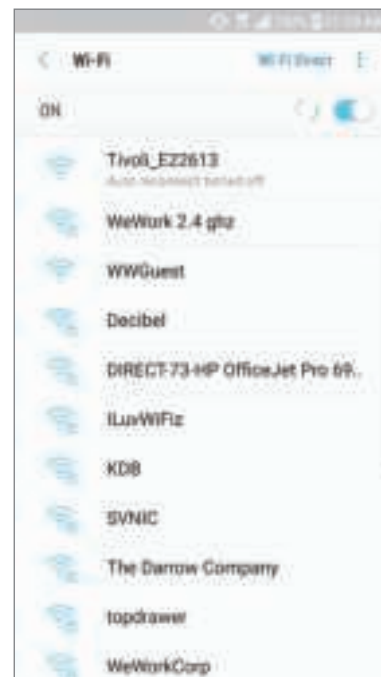 Wi-Fi
Wi-Fi Direct
ON
Tivoli_E22613
Auto reconnect turned off
WeWork 2.4 ghz
WWGuest
Decibel
DIRECT-73-HP OfficeJet Pro 69..
ILuvWiFiz
KDB
SVNIC
The Darrow Company
topdrawer
WeWorkCorp